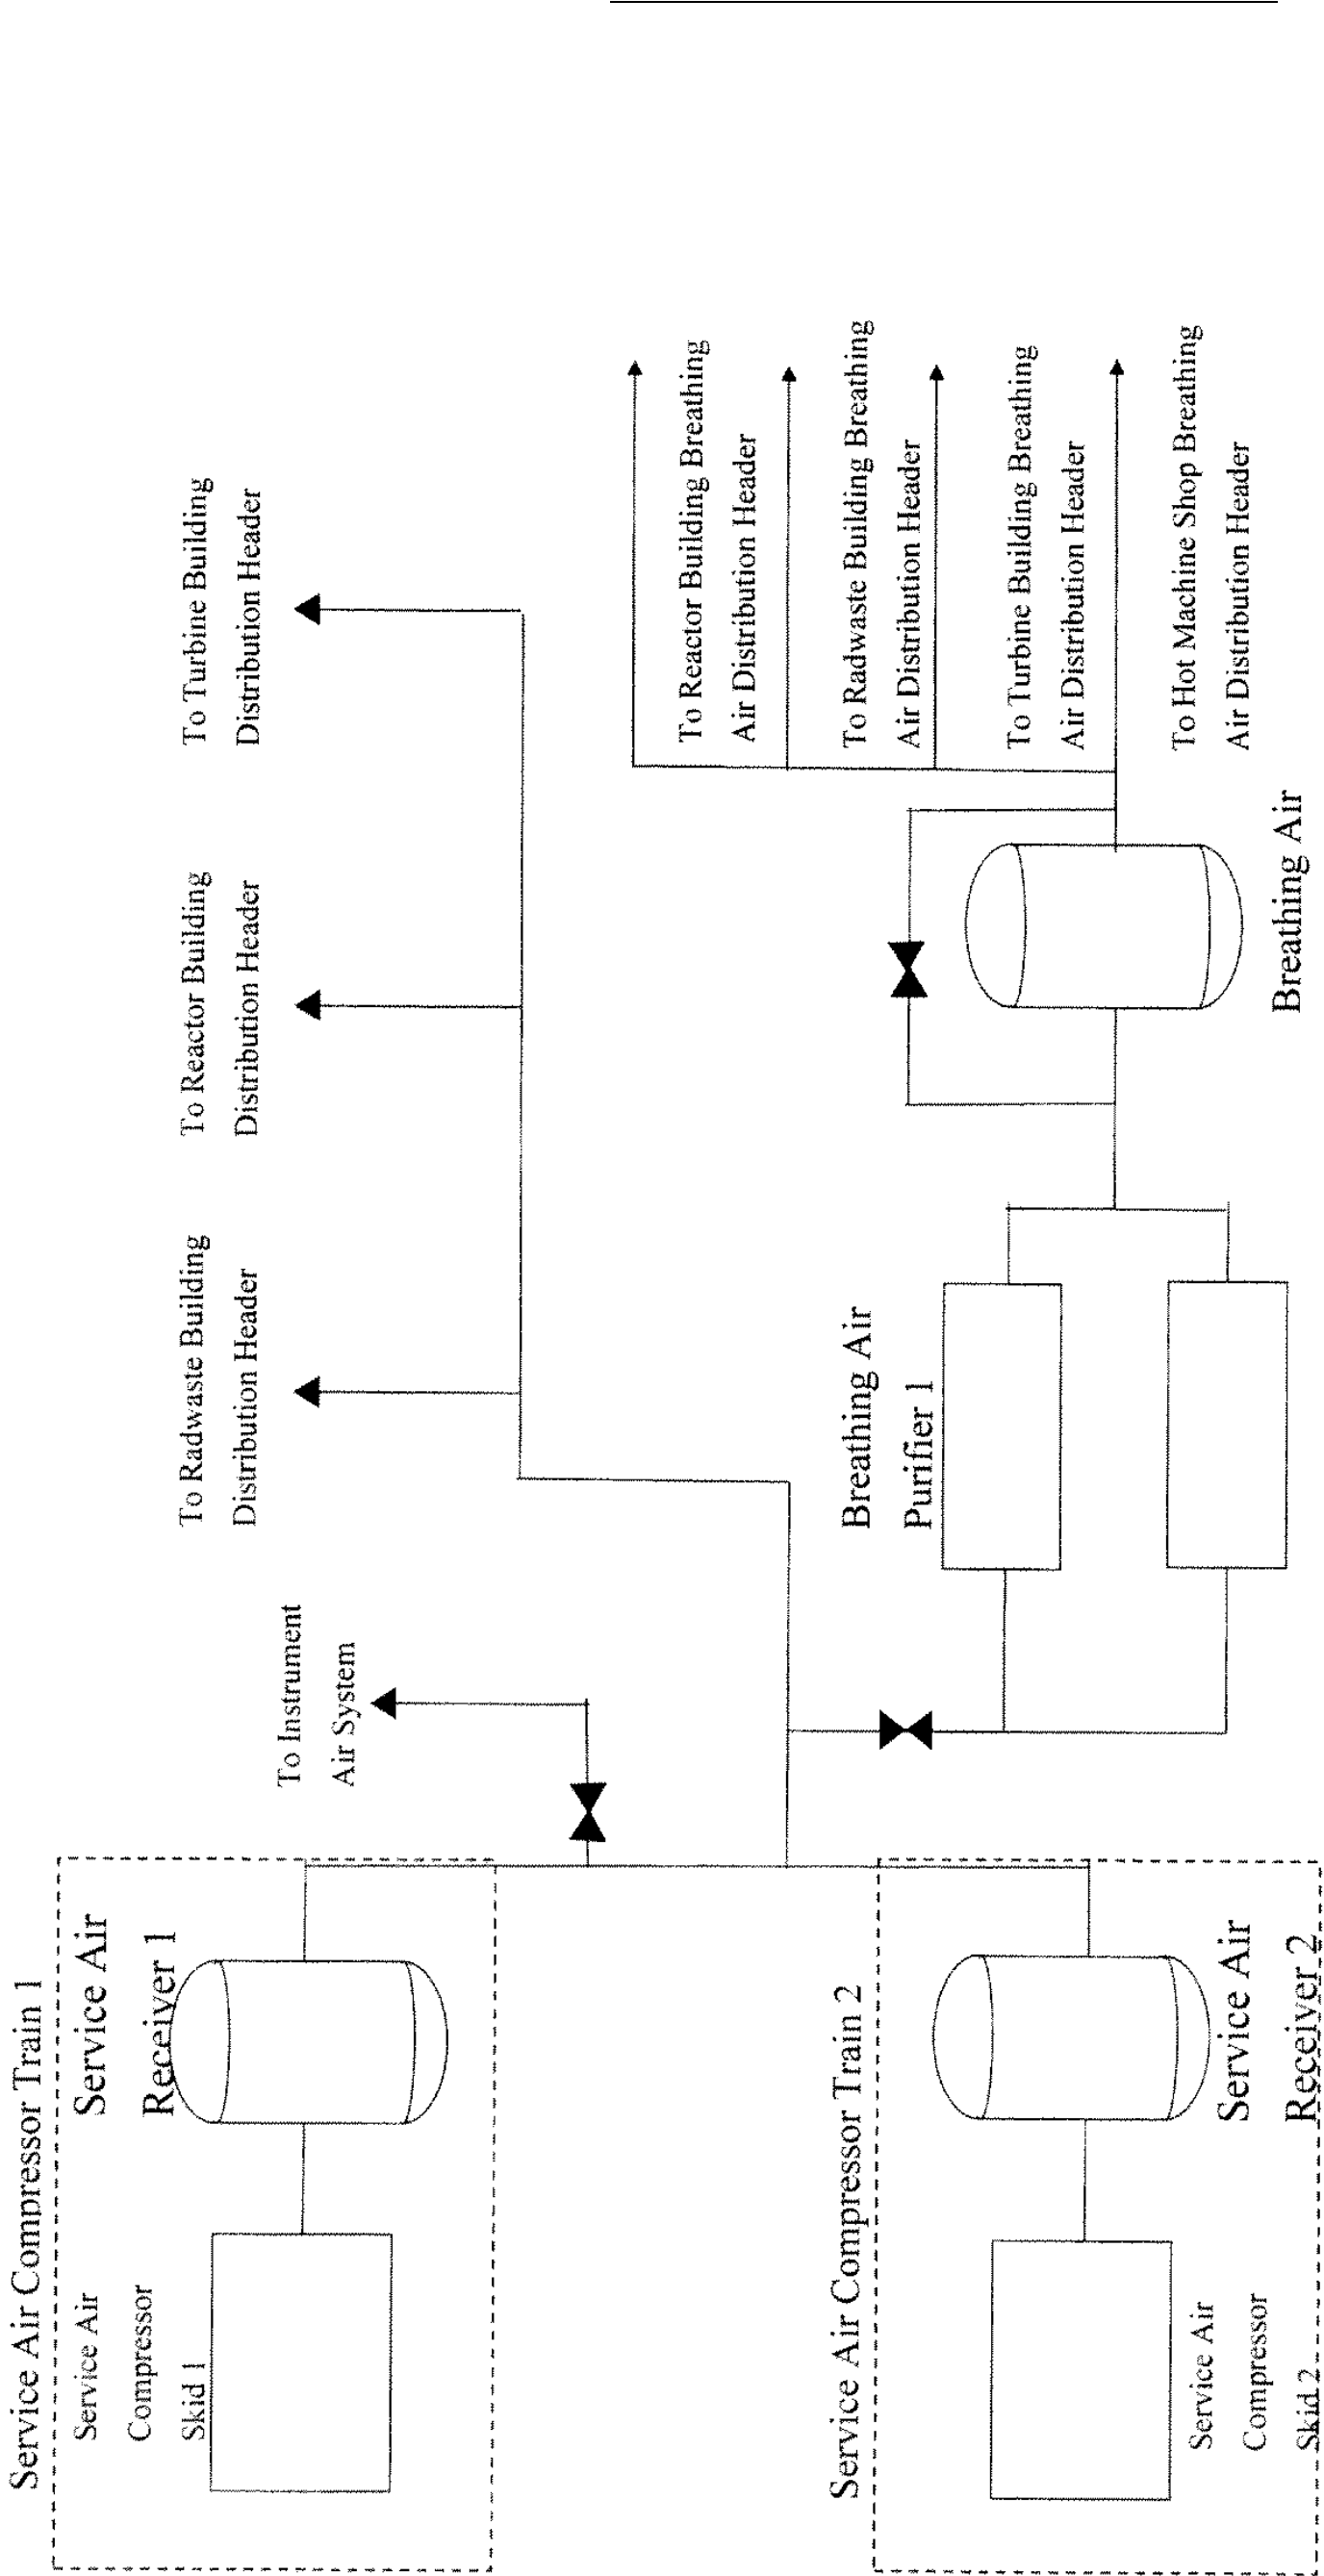 Service Air Compressor Train 1
Service Air
Compressor
Skid 1
Service Air
Receiver 1
To Instrument
Air System
To Radwaste Building
Distribution Header
To Reactor Building
Distribution Header
To Turbine Building
Distribution Header
Service Air Compressor Train 2
Service Air
Compressor
Skid 2
Service Air
Receiver 2
Breathing Air
Purifier 1
Breathing Air
To Reactor Building Breathing
Air Distribution Header
To Radwaste Building Breathing
Air Distribution Header
To Turbine Building Breathing
Air Distribution Header
To Hot Machine Shop Breathing
Air Distribution Header